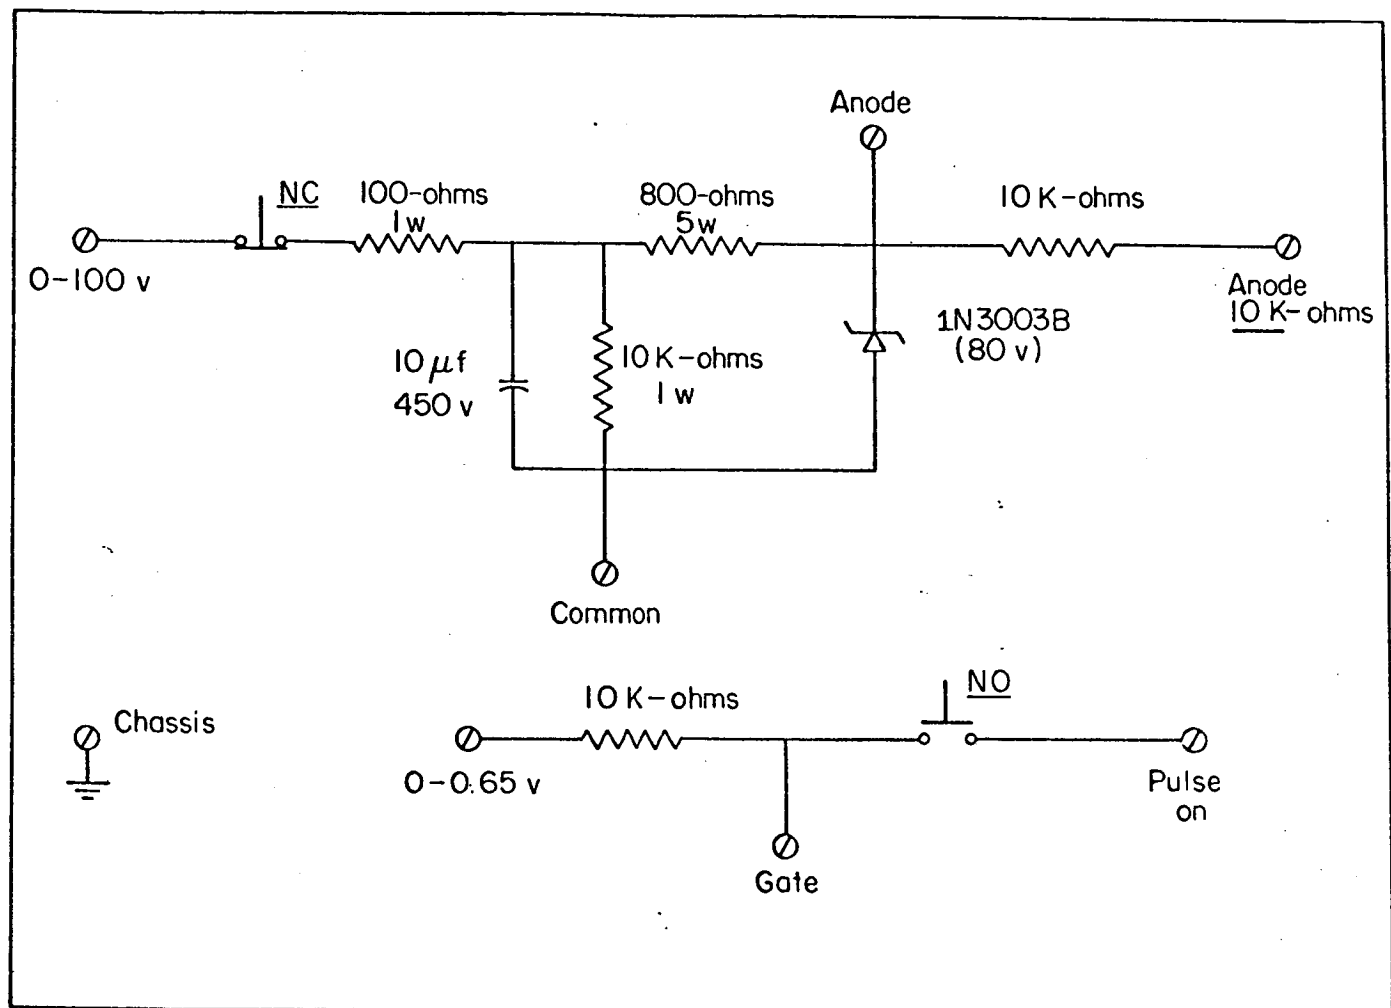 Anode
NC
100-ohms
1w
800-ohms
5w
10 K-ohms
0-100 v
Anode
10 K-ohms
1N3003B
(80 v)
10 μf
450 v
10 K-ohms
1 w
Common
Chassis
10 K-ohms
NO
0-0.65 v
Pulse
on
Gate